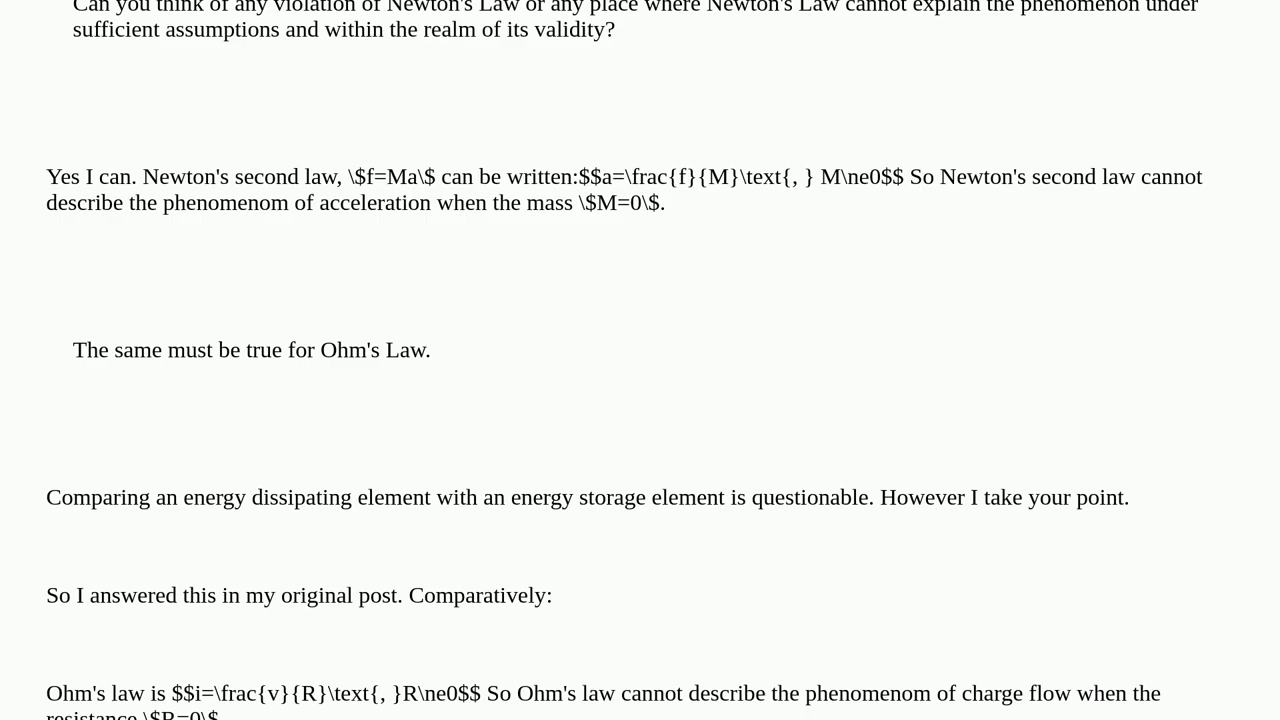 Can you think of any violation of Newton's Law or any place where Newton's Law cannot explain the phenomenon under
sufficient assumptions and within the realm of its validity?
Yes I can. Newton's second law, \$f=Ma\$ can be written:$$a=\frac{f}{M}\text{, } M\ne0$$ So Newton's second law cannot
describe the phenomenom of acceleration when the mass \$M=0\$.
The same must be true for Ohm's Law.
Comparing an energy dissipating element with an energy storage element is questionable. However I take your point.
So I answered this in my original post. Comparatively:
Ohm's law is $$i=\frac{v}{R}\text{, }R\ne0$$ So Ohm's law cannot describe the phenomenom of charge flow when the
resistance \$R=0\$